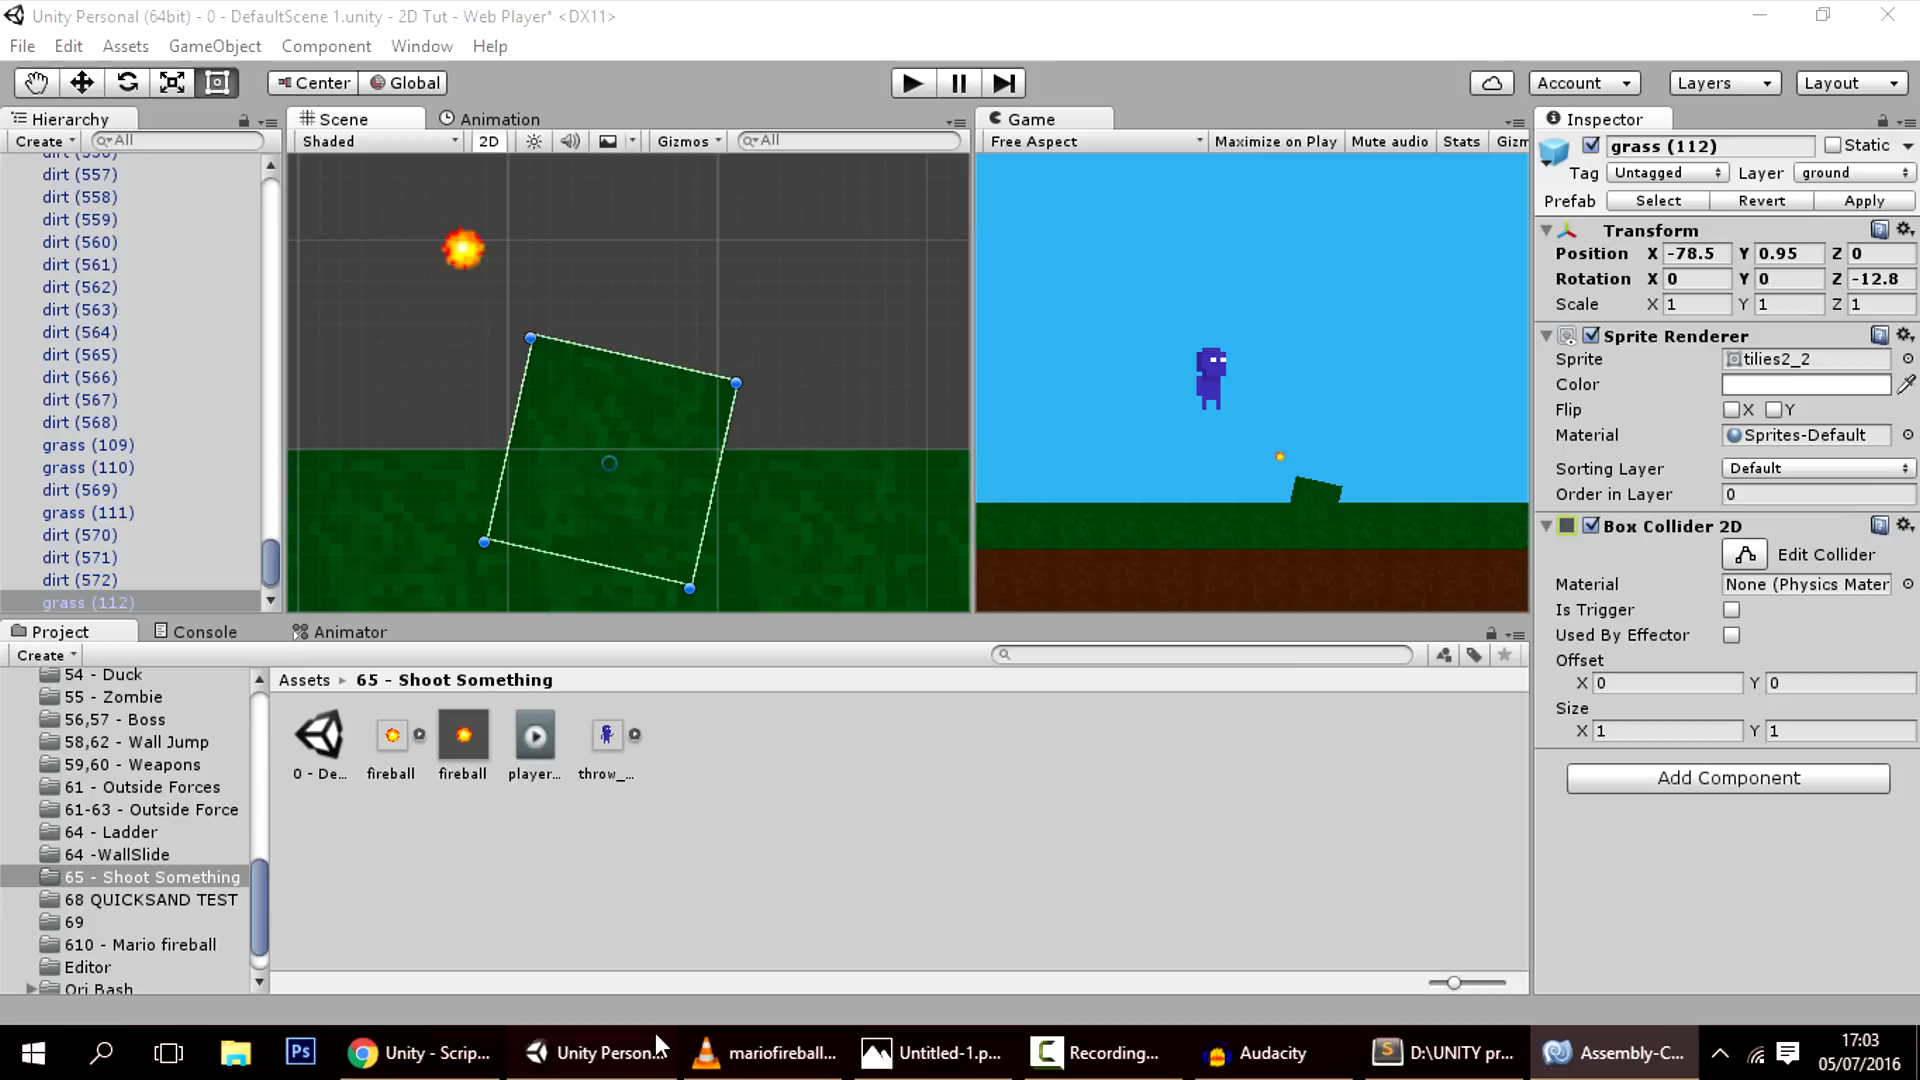 Unity Personal (64bit) - 0 - DefaultScene 1.unity - 2D Tut - Web Player* <DX11>
File Edit Assets GameObject Component Window Help
Center Global Account Layers Layout
Hierarchy
Create All
dirt (557)
dirt (558)
dirt (559)
dirt (560)
dirt (561)
dirt (562)
dirt (563)
dirt (564)
dirt (565)
dirt (566)
dirt (567)
dirt (568)
grass (109)
grass (110)
dirt (569)
grass (111)
dirt (570)
dirt (571)
dirt (572)
grass (112)
Scene Animation
Shaded 2D Gizmos All
Game
Free Aspect Maximize on Play Mute audio Stats Gizm
Inspector
grass (112) Static
Tag Untagged Layer ground
Prefab Select Revert Apply
Transform
Position X -78.5 Y 0.95 Z 0
Rotation X 0 Y 0 Z -12.8
Scale X 1 Y 1 Z 1
Sprite Renderer
Sprite tilies2_2
Color
Flip X Y
Material Sprites-Default
Sorting Layer Default
Order in Layer 0
Box Collider 2D
Edit Collider
Material None (Physics Mater
Is Trigger
Used By Effector
Offset
X 0 Y 0
Size
X 1 Y 1
Add Component
Project Console Animator
Create
54 - Duck
55 - Zombie
56,57 - Boss
58,62 - Wall Jump
59,60 - Weapons
61 - Outside Forces
61-63 - Outside Force
64 - Ladder
64 -WallSlide
65 - Shoot Something
68 QUICKSAND TEST
69
610 - Mario fireball
Editor
Ori Bash
Assets 65 - Shoot Something
0 - De... fireball fireball player... throw_...
Ps Unity - Scrip... Unity Person... mariofireball... Untitled-1.p... Recording... Audacity D:\UNITY pr... Assembly-C...
17:03
05/07/2016